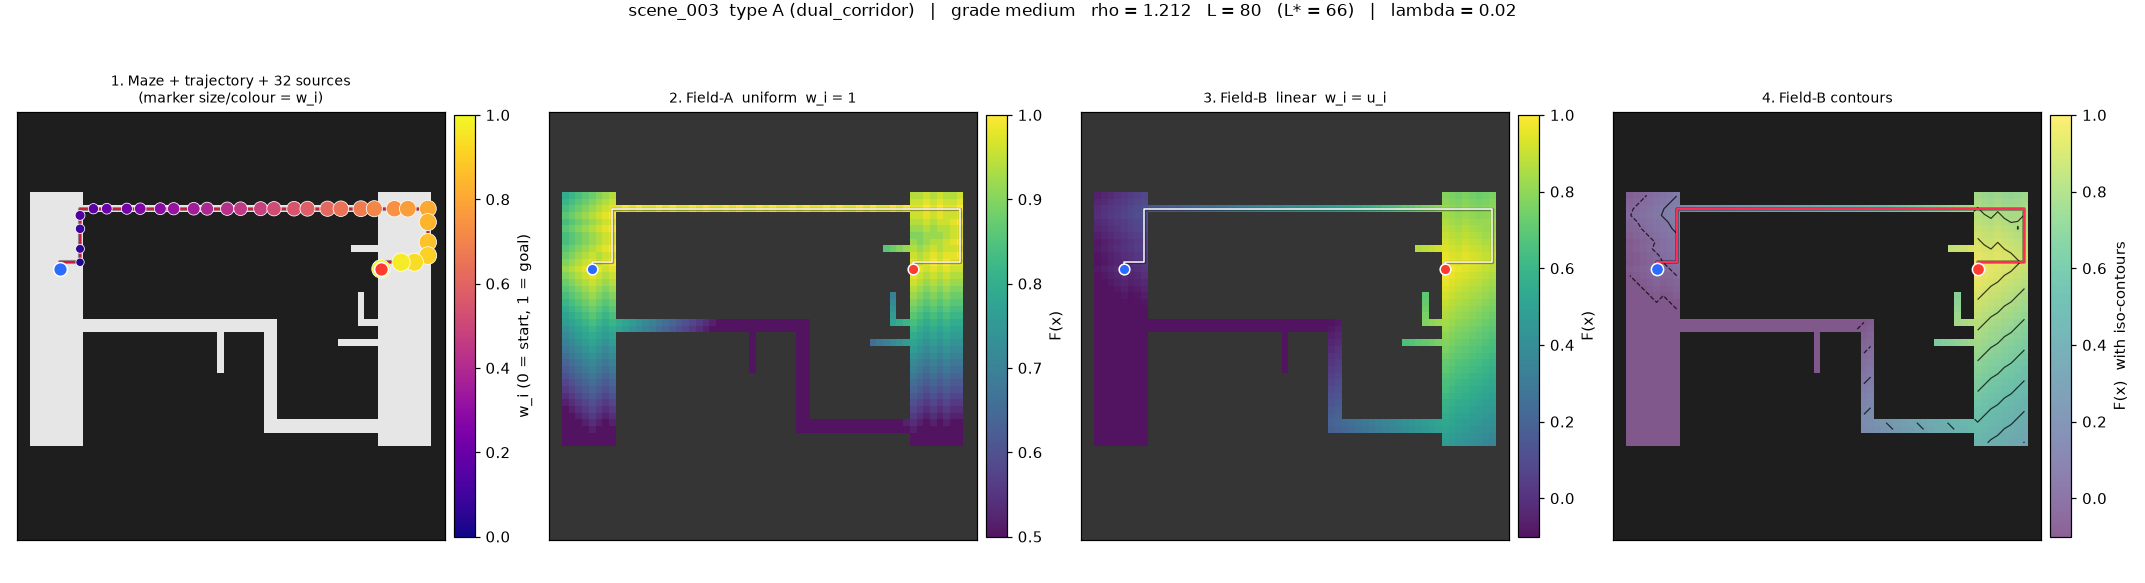 scene_003  type A (dual_corridor)   |   grade medium   rho = 1.212   L = 80   (L* = 66)   |   lambda = 0.02
1. Maze + trajectory + 32 sources
(marker size/colour = w_i)
1.0
0.8
0.6
0.4
0.2
0.0
w_i (0 = start, 1 = goal)
2. Field-A  uniform  w_i = 1
1.0
0.9
0.8
0.7
0.6
0.5
F(x)
3. Field-B  linear  w_i = u_i
1.0
0.8
0.6
0.4
0.2
0.0
F(x)
4. Field-B contours
1.0
0.8
0.6
0.4
0.2
0.0
F(x)  with iso-contours